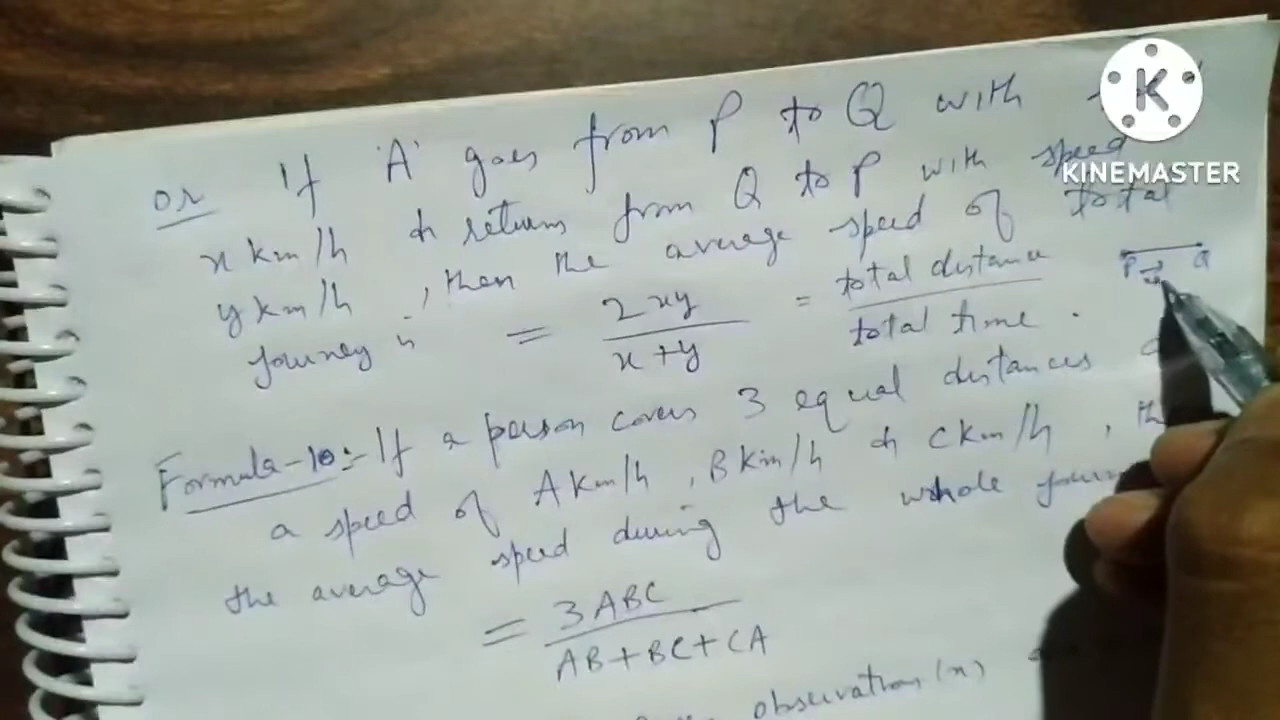 K
KINEMASTER
or If 'A' goes from P to Q with
x km/h & returns from Q to P with speed
y km/h, then the average speed of total
journey is = 2xy / x+y = total distance / total time .
P Q
Formula-10:- If a person covers 3 equal distances
a speed of A km/h, B km/h & C km/h,
the average speed during the whole
= 3ABC / AB+BC+CA
observation (n)